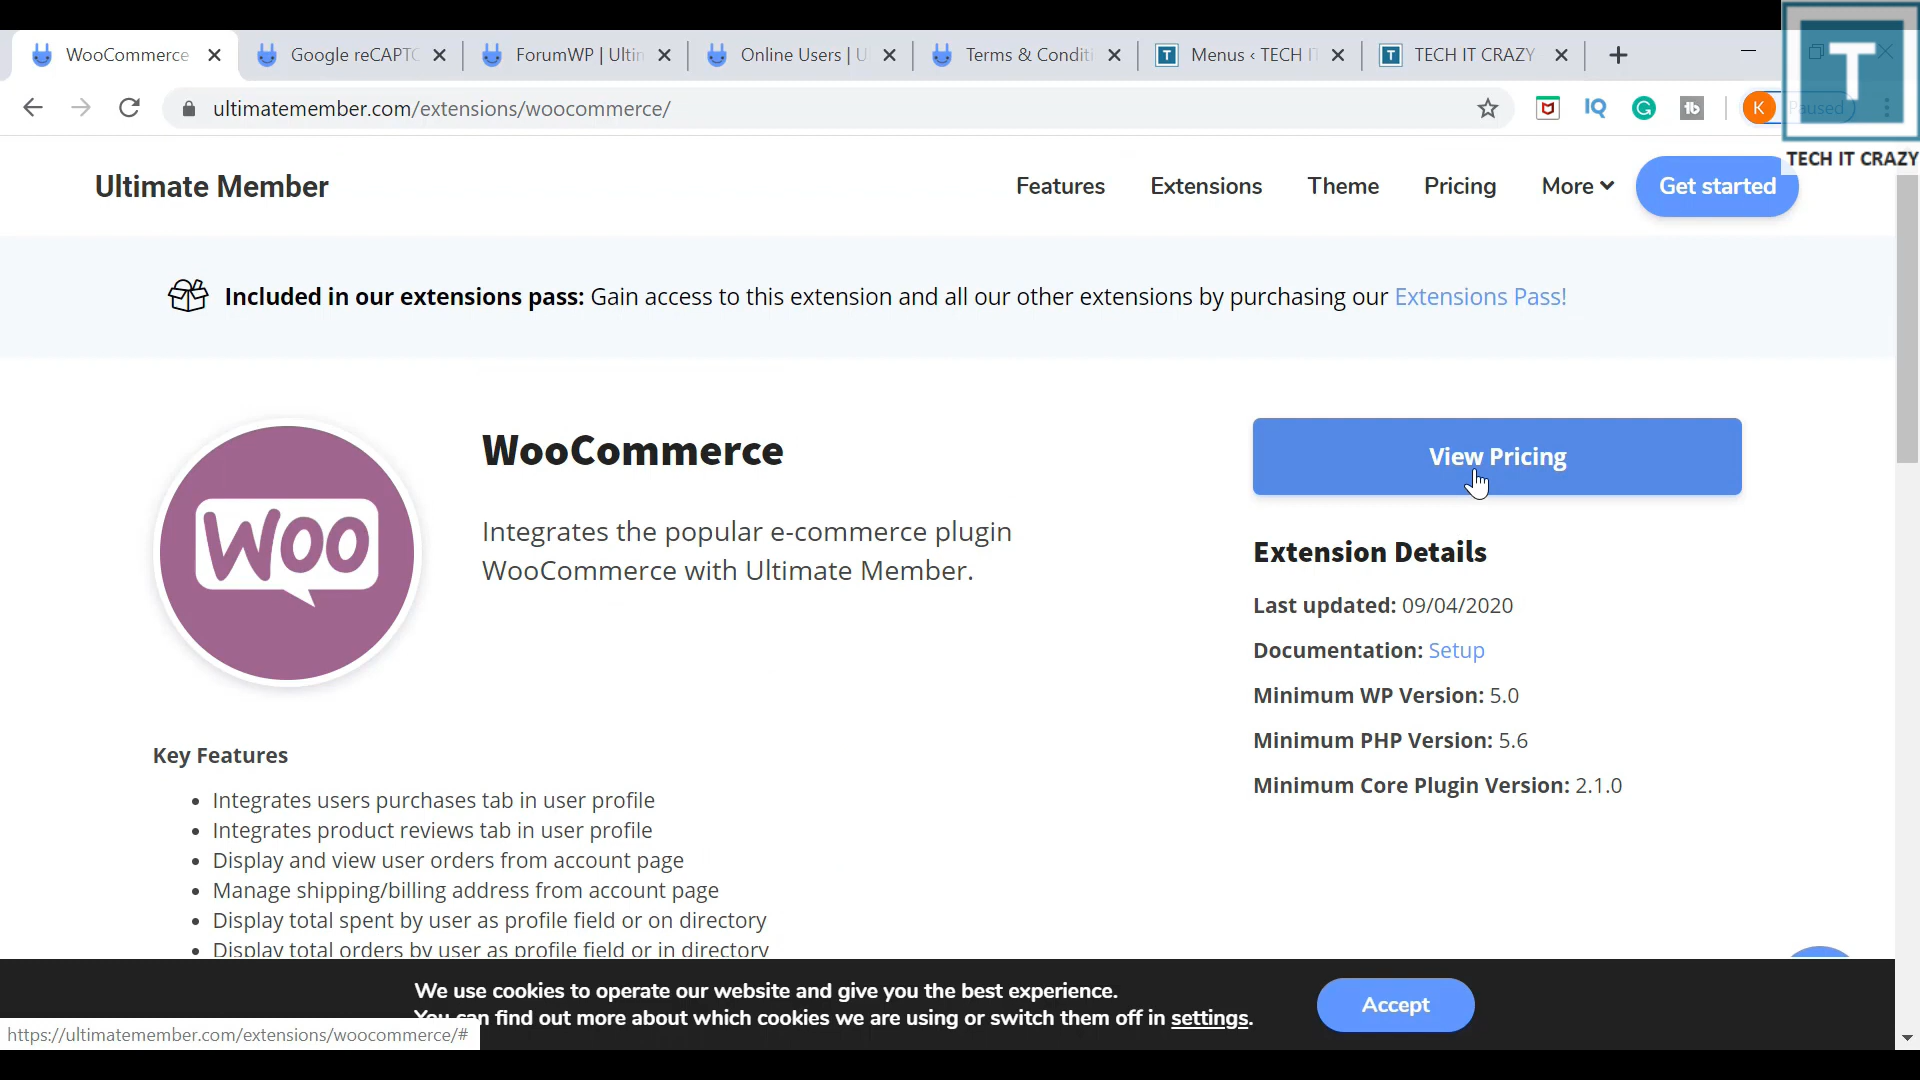 WooCommerce
Google reCAPTC
ForumWP | Ultin
Online Users | U
Terms & Conditi
Menus ‹ TECH IT
TECH IT CRAZY
T
ultimatemember.com/extensions/woocommerce/
IQ
K
Paused
TECH IT CRAZY
Ultimate Member
Features
Extensions
Theme
Pricing
More
Get started
Included in our extensions pass: Gain access to this extension and all our other extensions by purchasing our Extensions Pass!
Woo
WooCommerce
Integrates the popular e-commerce plugin
WooCommerce with Ultimate Member.
View Pricing
Extension Details
Last updated: 09/04/2020
Documentation: Setup
Minimum WP Version: 5.0
Minimum PHP Version: 5.6
Minimum Core Plugin Version: 2.1.0
Key Features
• Integrates users purchases tab in user profile
• Integrates product reviews tab in user profile
• Display and view user orders from account page
• Manage shipping/billing address from account page
• Display total spent by user as profile field or on directory
• Display total orders by user as profile field or in directory
We use cookies to operate our website and give you the best experience.
You can find out more about which cookies we are using or switch them off in settings.
Accept
https://ultimatemember.com/extensions/woocommerce/#